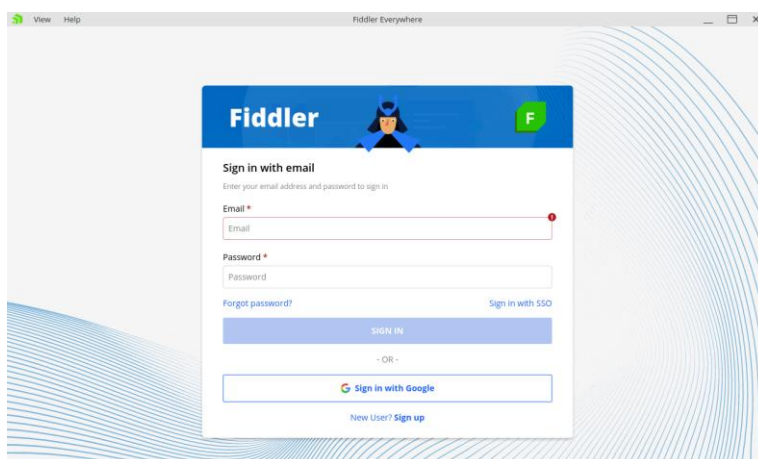 View Help Fiddler Everywhere
Fiddler
F
Sign in with email
Enter your email address and password to sign in
Email *
Email
Password *
Password
Forgot password? Sign in with SSO
SIGN IN
- OR -
Sign in with Google
New User? Sign up